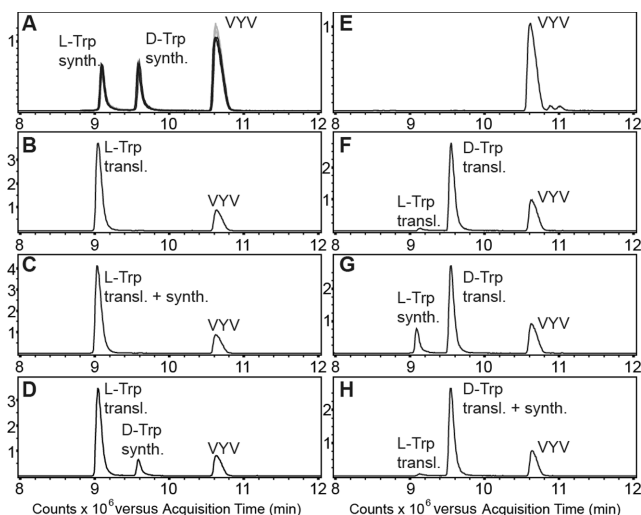 A
1
L-Trp
synth.
D-Trp
synth.
VYV
8 9 10 11 12
B
3
2
1
L-Trp
transl.
VYV
8 9 10 11 12
C
4
3
2
1
L-Trp
transl. + synth.
VYV
8 9 10 11 12
D
3
2
1
L-Trp
transl.
D-Trp
synth.
VYV
8 9 10 11 12
Counts x 10⁶ versus Acquisition Time (min)
E
1
VYV
8 9 10 11 12
F
2
1
D-Trp
transl.
L-Trp
transl.
VYV
8 9 10 11 12
G
2
1
D-Trp
transl.
L-Trp
synth.
VYV
8 9 10 11 12
H
2
1
D-Trp
transl. + synth.
L-Trp
transl.
VYV
8 9 10 11 12
Counts x 10⁶ versus Acquisition Time (min)